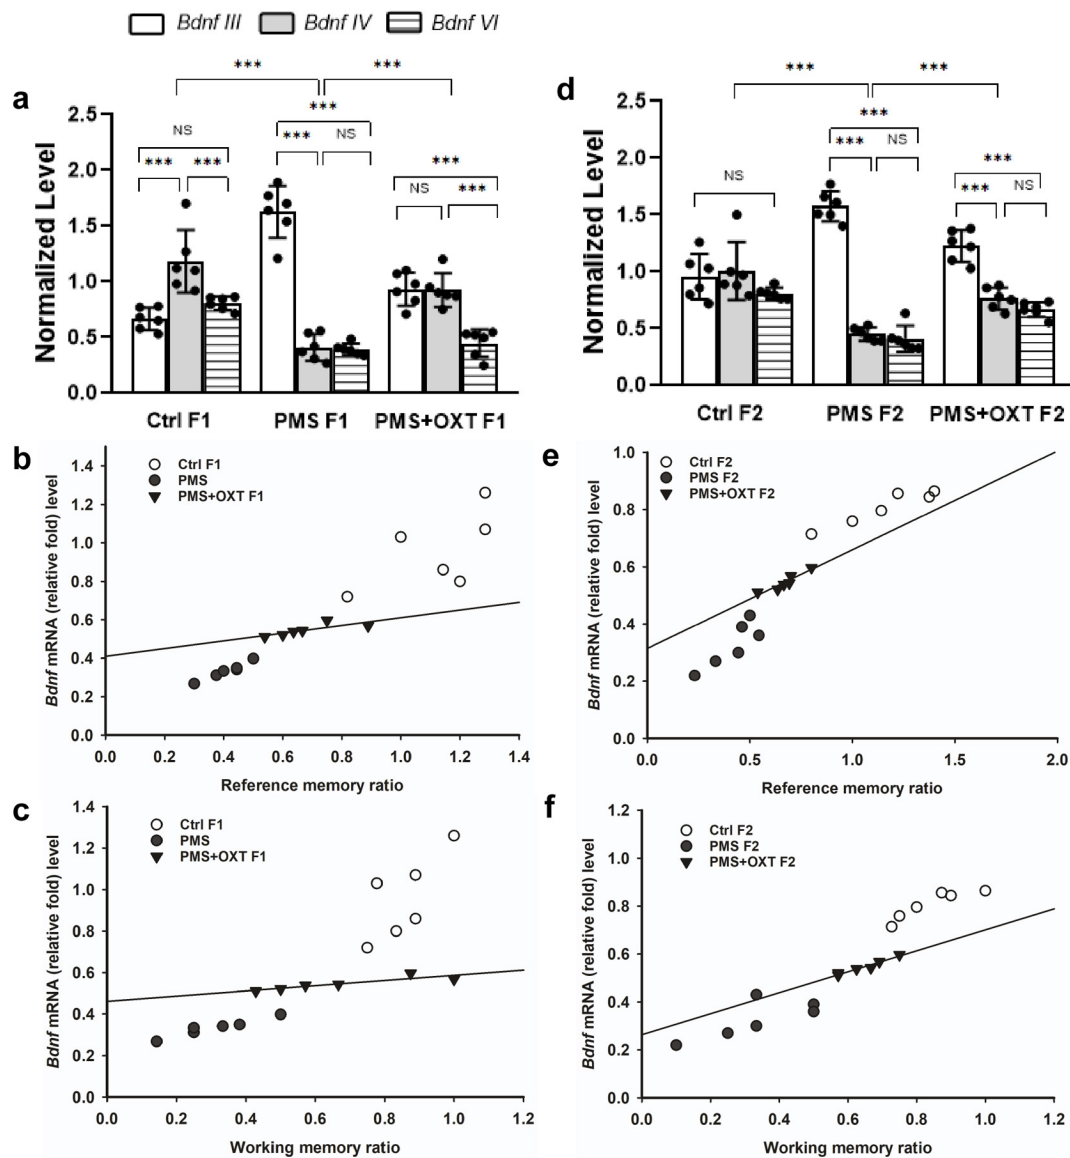 Bdnf III Bdnf IV Bdnf VI
a
*** ***
NS
*** ***
***
*** NS
***
NS ***
Normalized Level
2.5
2.0
1.5
1.0
0.5
0.0
Ctrl F1 PMS F1 PMS+OXT F1
d
*** ***
NS
***
*** NS
***
*** NS
Normalized Level
2.5
2.0
1.5
1.0
0.5
0.0
Ctrl F2 PMS F2 PMS+OXT F2
b
Ctrl F1
PMS
PMS+OXT F1
Bdnf mRNA (relative fold) level
1.4
1.2
1.0
0.8
0.6
0.4
0.2
0.0
0.0 0.2 0.4 0.6 0.8 1.0 1.2 1.4
Reference memory ratio
e
Ctrl F2
PMS F2
PMS+OXT F2
Bdnf mRNA (relative fold) level
1.0
0.8
0.6
0.4
0.2
0.0
0.0 0.5 1.0 1.5 2.0
Reference memory ratio
c
Ctrl F1
PMS
PMS+OXT F1
Bdnf mRNA (relative fold) level
1.4
1.2
1.0
0.8
0.6
0.4
0.2
0.0
0.0 0.2 0.4 0.6 0.8 1.0 1.2
Working memory ratio
f
Ctrl F2
PMS F2
PMS+OXT F2
Bdnf mRNA (relative fold) level
1.2
1.0
0.8
0.6
0.4
0.2
0.0
0.0 0.2 0.4 0.6 0.8 1.0 1.2
Working memory ratio